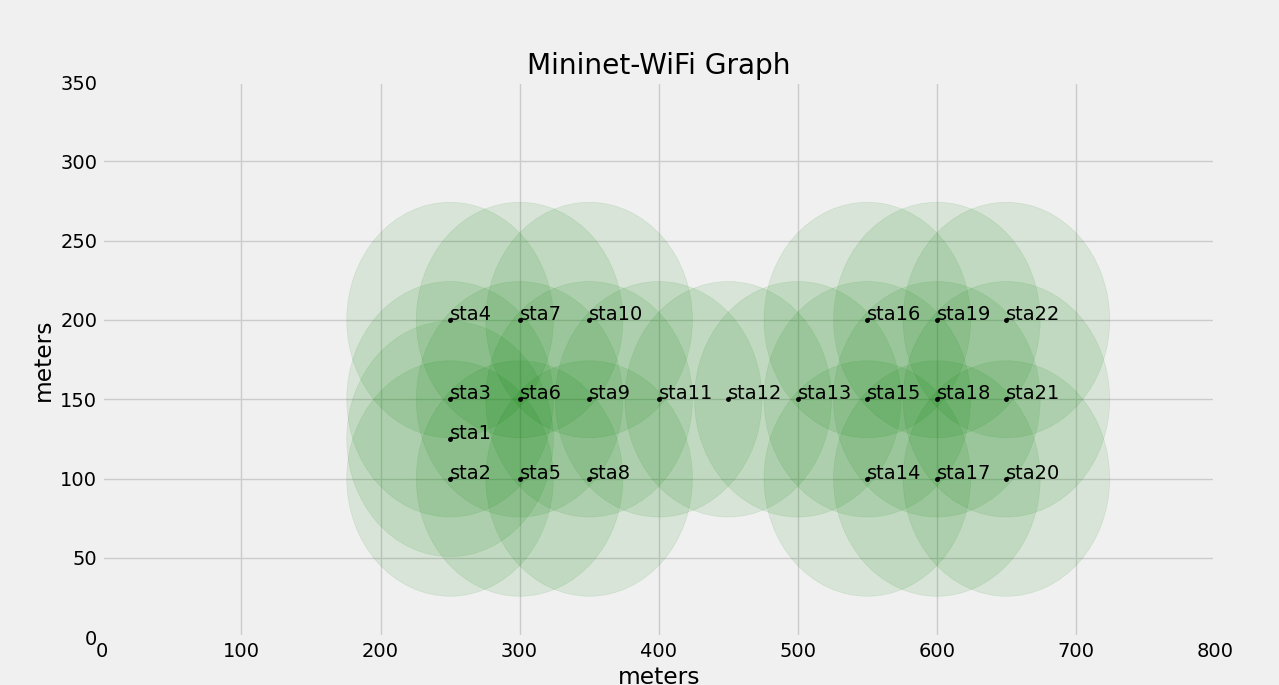 Mininet-WiFi Graph
350
300
250
200
150
100
50
0
meters
sta4 sta7 sta10 sta16 sta19 sta22
sta3 sta6 sta9 sta11 sta12 sta13 sta15 sta18 sta21
sta1
sta2 sta5 sta8 sta14 sta17 sta20
0 100 200 300 400 500 600 700 800
meters